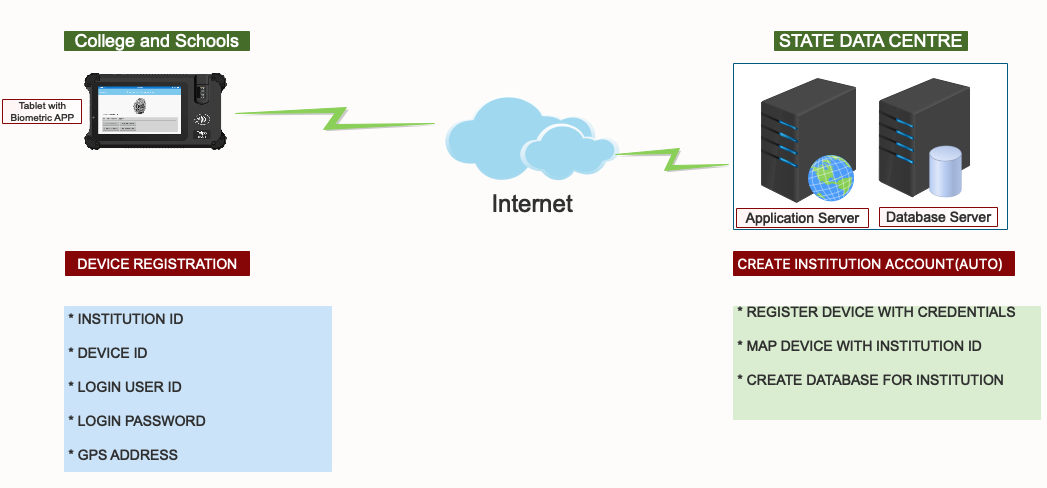 College and Schools
STATE DATA CENTRE
Tablet with
Biometric APP
Internet
Application Server
Database Server
DEVICE REGISTRATION
CREATE INSTITUTION ACCOUNT(AUTO)
* INSTITUTION ID
* DEVICE ID
* LOGIN USER ID
* LOGIN PASSWORD
* GPS ADDRESS
* REGISTER DEVICE WITH CREDENTIALS
* MAP DEVICE WITH INSTITUTION ID
* CREATE DATABASE FOR INSTITUTION